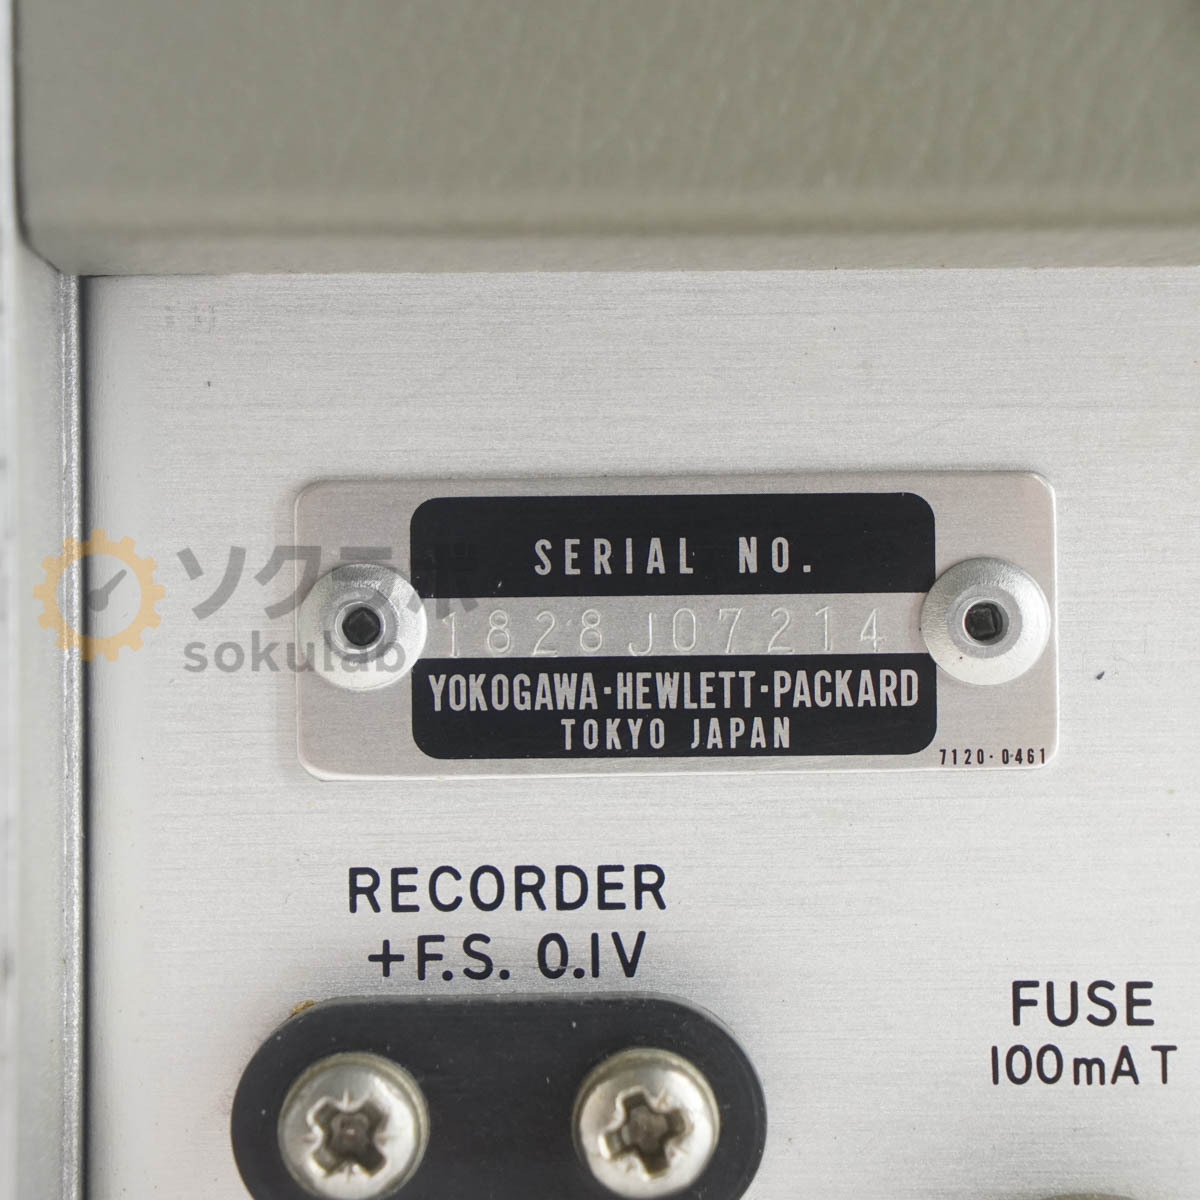 SERIAL NO.
1828J07214
YOKOGAWA-HEWLETT-PACKARD
TOKYO JAPAN
7120-0461
ソクラボ
sokulab
RECORDER
+F.S. 0.1V
FUSE
100mA T